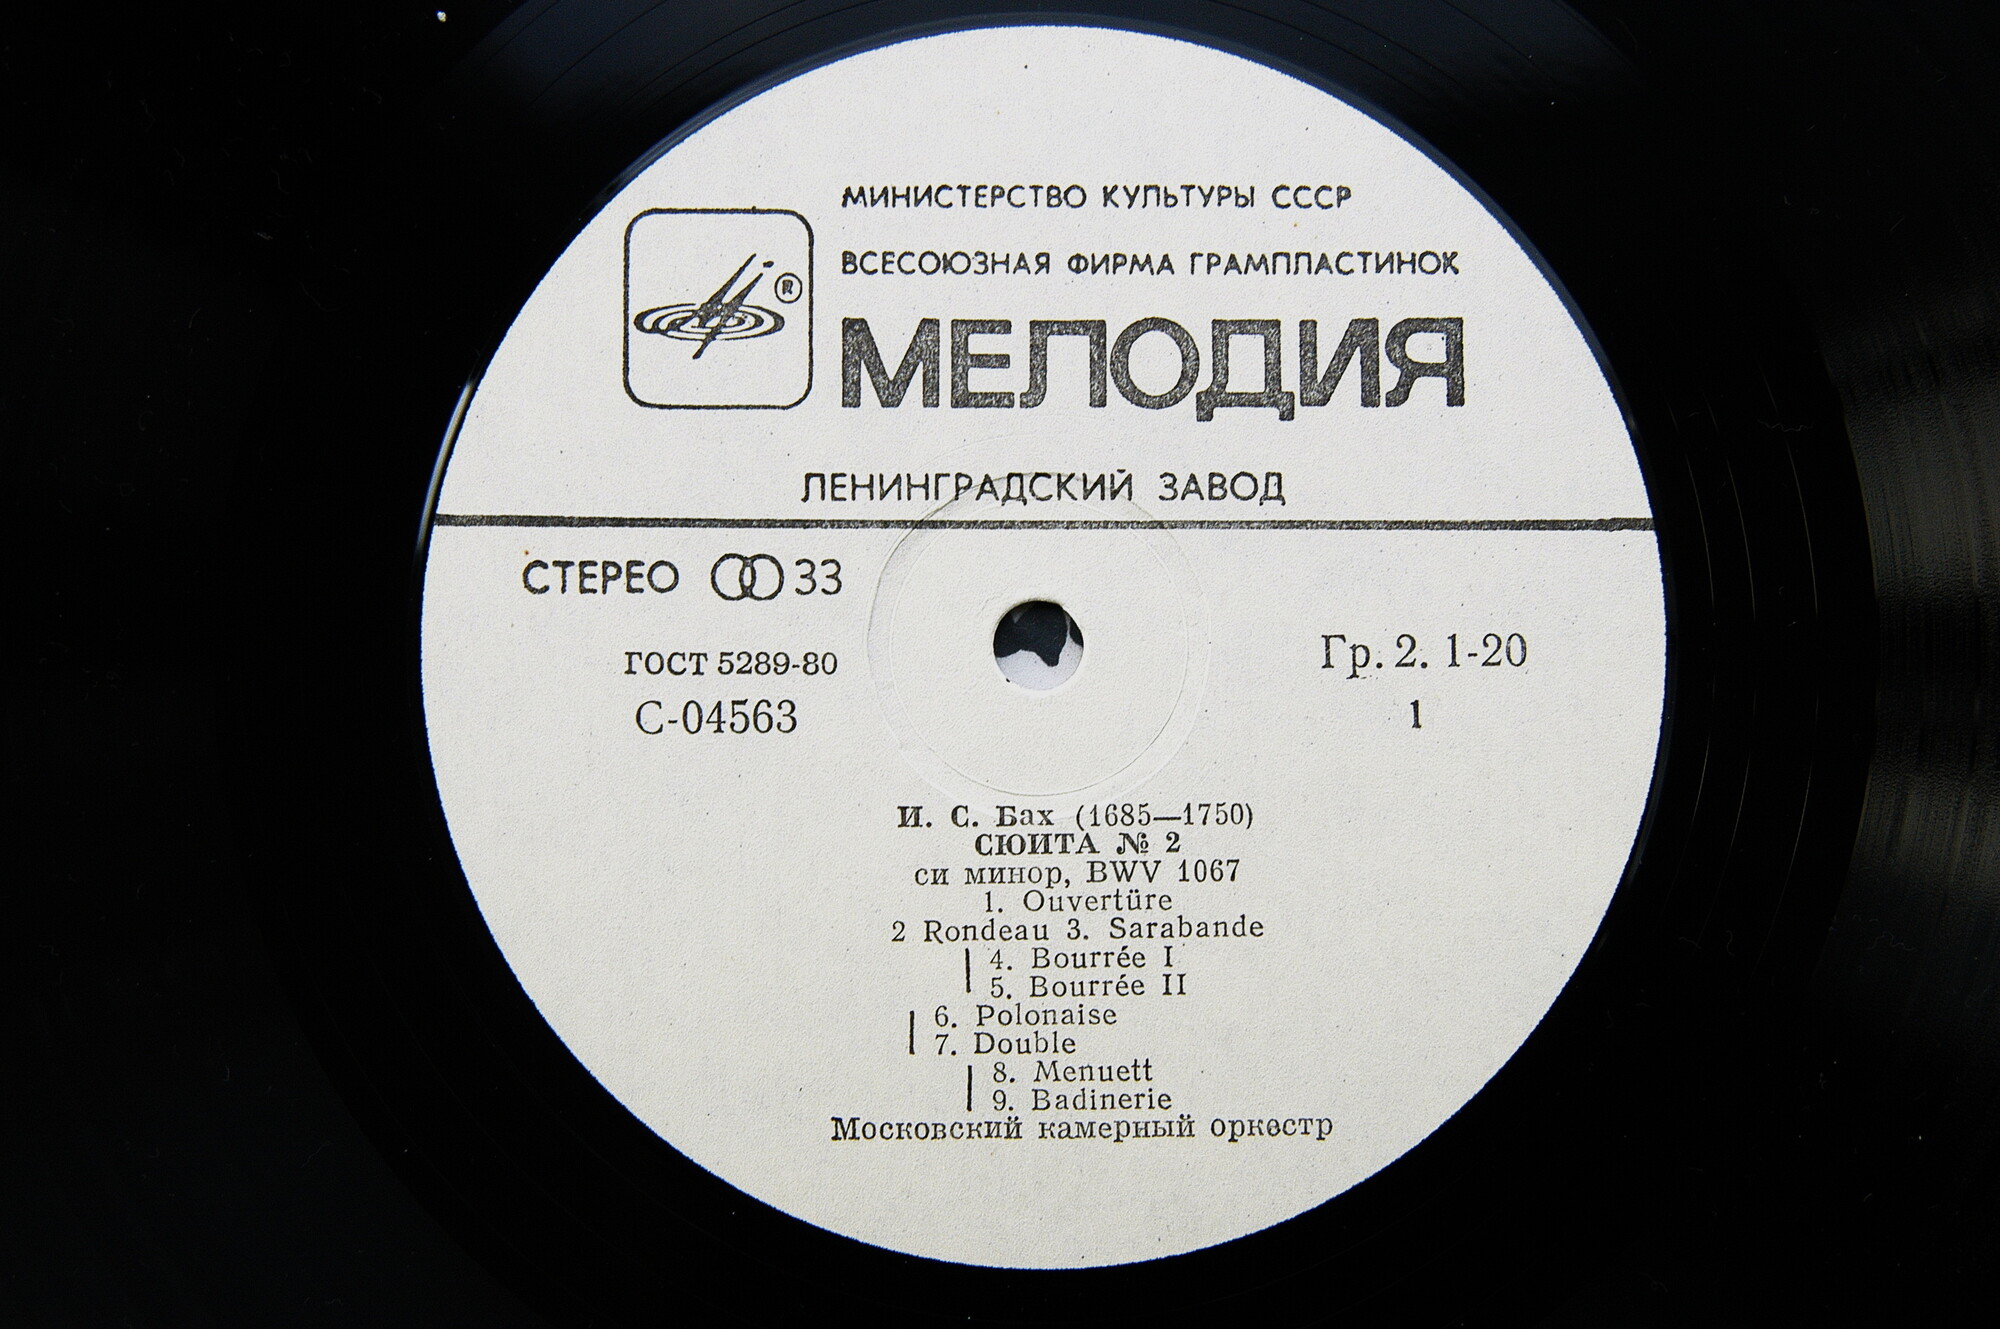 МИНИСТЕРСТВО КУЛЬТУРЫ СССР
ВСЕСОЮЗНАЯ ФИРМА ГРАМПЛАСТИНОК
®
МЕЛОДИЯ
ЛЕНИНГРАДСКИЙ ЗАВОД
СТЕРЕО 33
ГОСТ 5289-80
Гр. 2. 1-20
С-04563
1
И. С. Бах (1685—1750)
СЮИТА № 2
си минор, BWV 1067
1. Ouvertüre
2 Rondeau 3. Sarabande
4. Bourrée I
5. Bourrée II
6. Polonaise
7. Double
8. Menuett
9. Badinerie
Московский камерный оркестр